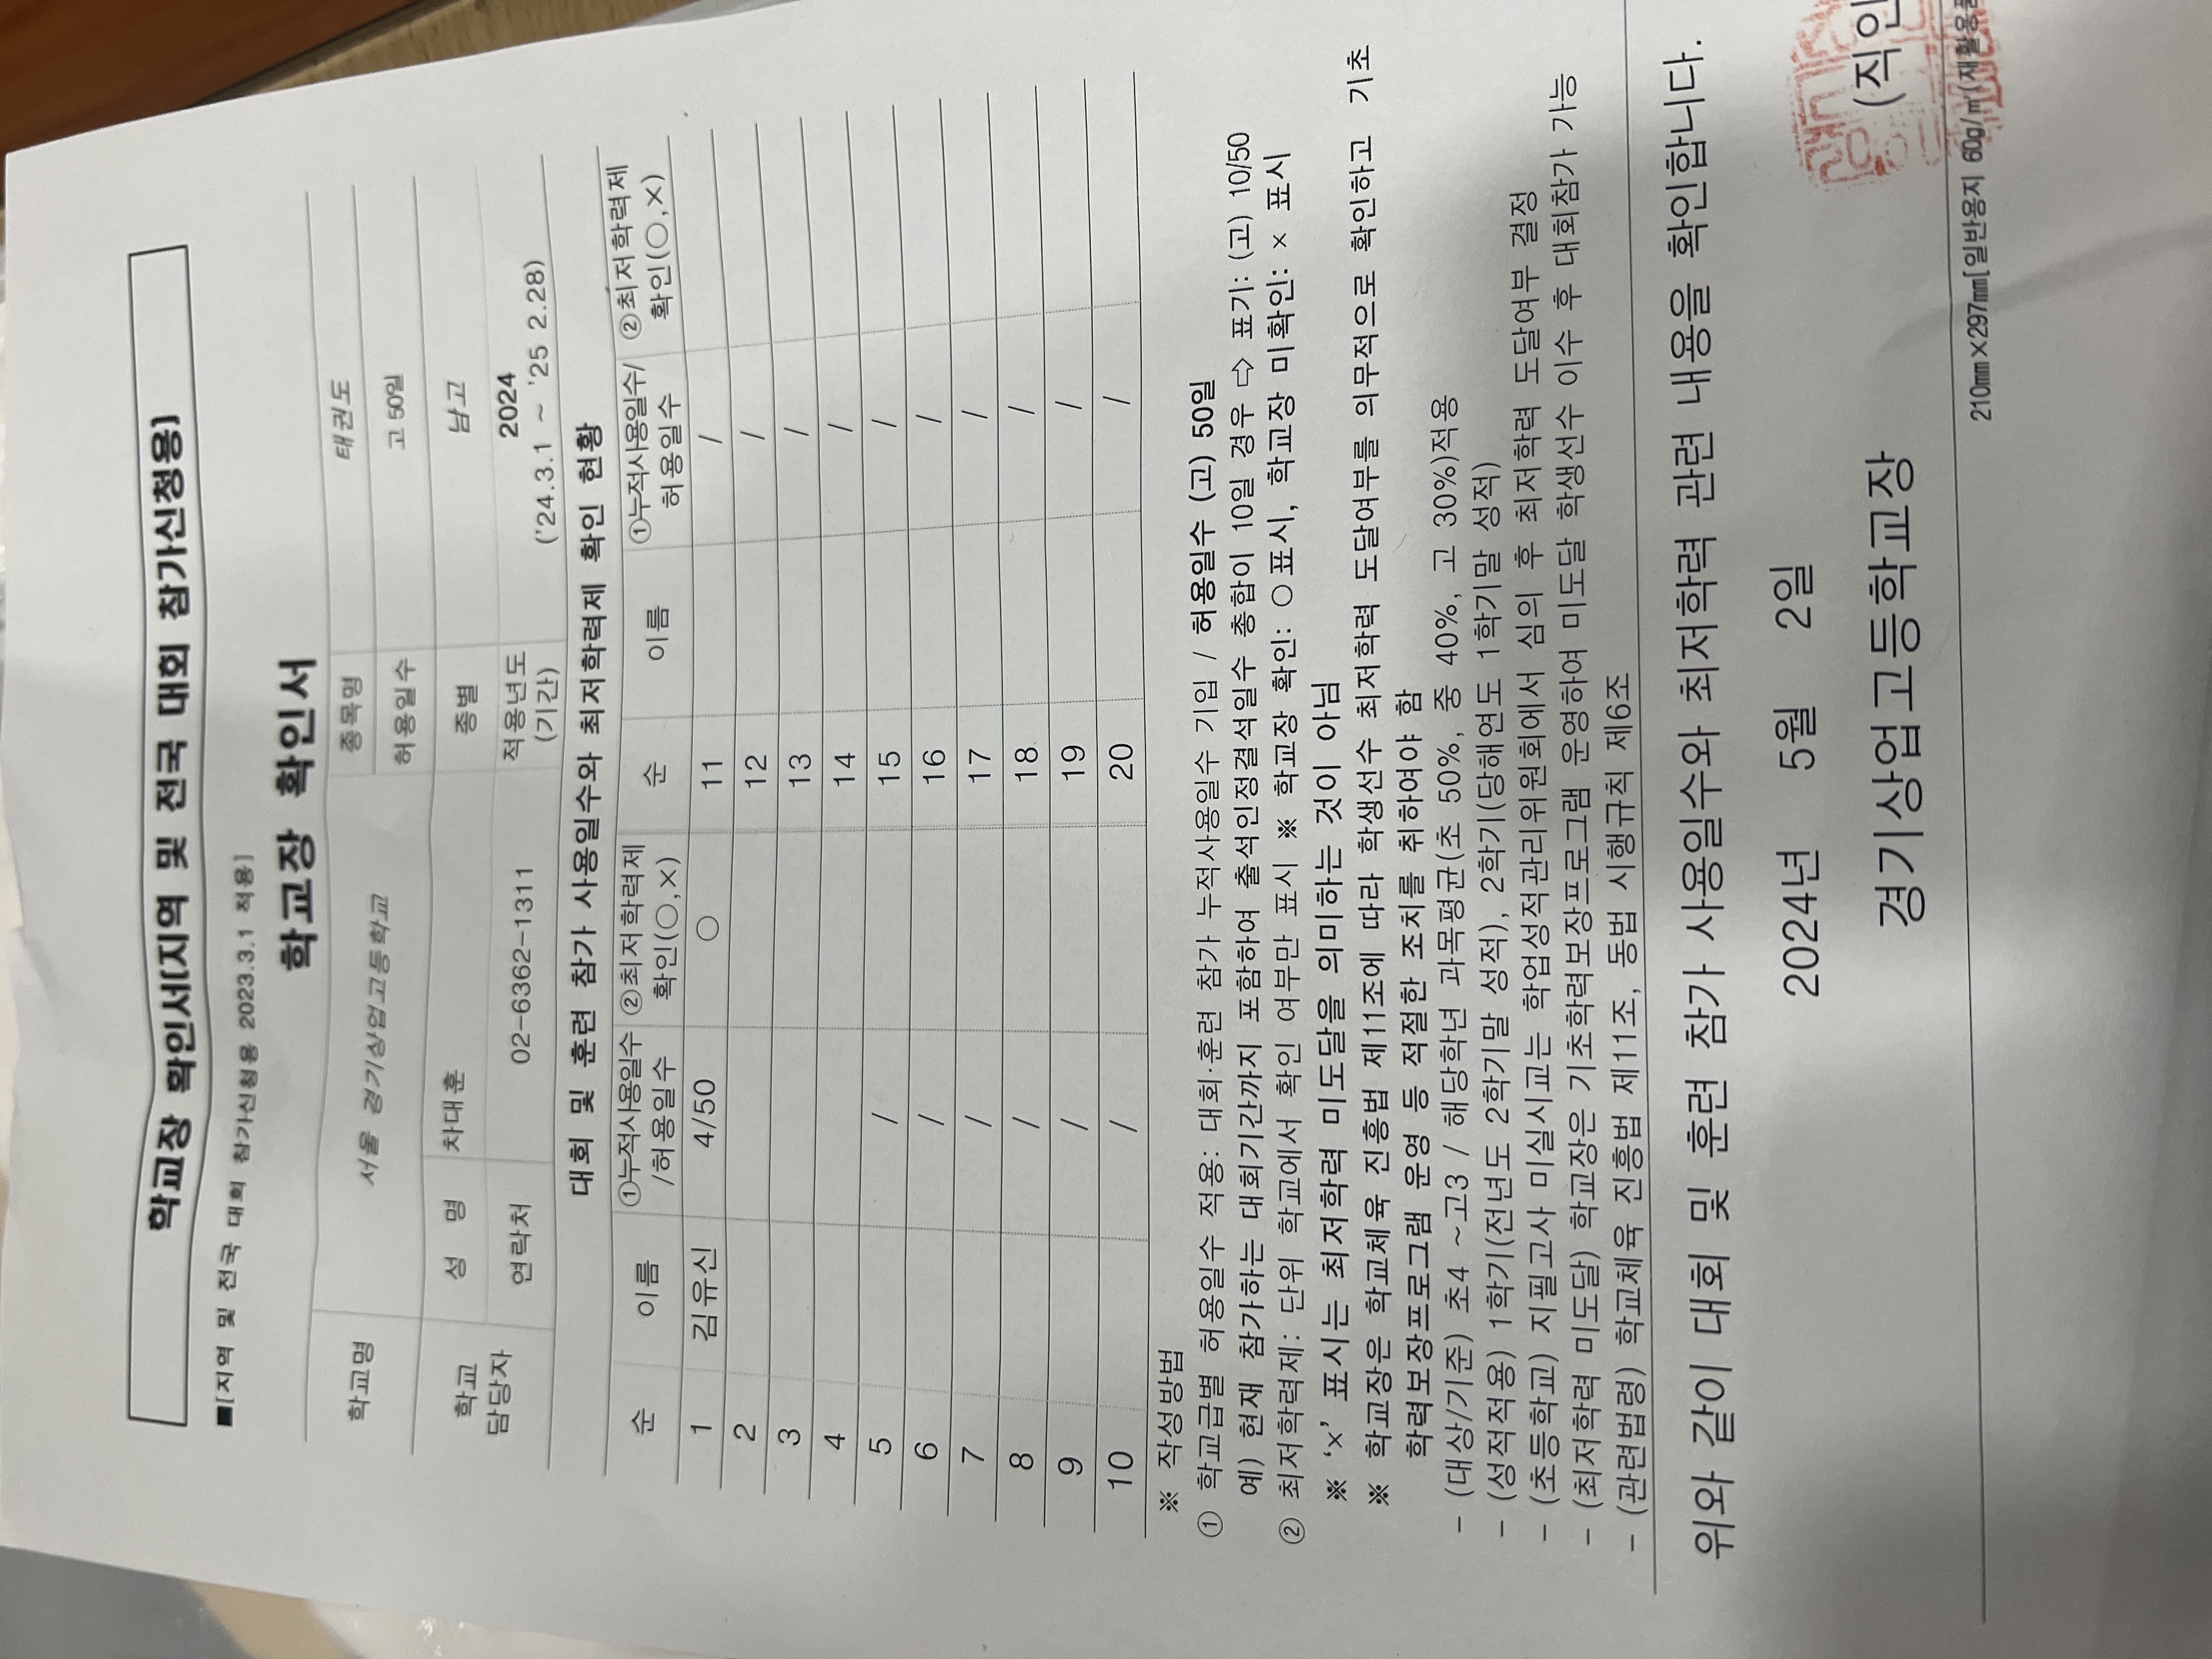 학교장 확인서(지역 및 전국 대회 참가신청용)
■[지역 및 전국 대회 참가신청용 2023.3.1 적용]
학교장 확인서
학교명 서울 경기상업고등학교 종목명 태권도
허용일수 고 50일
학교 담당자 성 명 차대훈 종별 남고
연락처 02-6362-1311 적용년도 (기간) 2024
('24.3.1 ~ '25 2.28)
대회 및 훈련 참가 사용일수와 최저학력제 확인 현황
순 이름 ①누적사용일수 /허용일수 ②최저학력제 확인(○,×) 순 이름 ①누적사용일수/ 허용일수 ②최저학력제 확인(○,×)
1 김유신 4/50 ○ 11 /
2 12 /
3 13 /
4 14 /
5 / 15 /
6 / 16 /
7 / 17 /
8 / 18 /
9 / 19 /
10 / 20 /
※ 작성방법
① 학교급별 허용일수 적용: 대회·훈련 참가 누적사용일수 기입 / 허용일수 (고) 50일
예) 현재 참가하는 대회기간까지 포함하여 출석인정결석일수 총합이 10일 경우 ⇨ 표기: (고) 10/50
② 최저학력제: 단위 학교에서 확인 여부만 표시 ※ 학교장 확인: ○표시, 학교장 미확인: × 표시
※ ‘×’ 표시는 최저학력 미도달을 의미하는 것이 아님
※ 학교장은 학교체육 진흥법 제11조에 따라 학생선수 최저학력 도달여부를 의무적으로 확인하고 기초
학력보장프로그램 운영 등 적절한 조치를 취하여야 함
- (대상/기준) 초4 ~고3 / 해당학년 과목평균(초 50%, 중 40%, 고 30%)적용
- (성적적용) 1학기(전년도 2학기말 성적), 2학기(당해연도 1학기말 성적)
- (초등학교) 지필고사 미실시교는 학업성적관리위원회에서 심의 후 최저학력 도달여부 결정
- (최저학력 미도달) 학교장은 기초학력보장프로그램 운영하여 미도달 학생선수 이수 후 대회참가 가능
- (관련법령) 학교체육 진흥법 제11조, 동법 시행규칙 제6조
위와 같이 대회 및 훈련 참가 사용일수와 최저학력 관련 내용을 확인합니다.
2024년 5월 2일
경기상업고등학교장 (직인
210㎜×297㎜[일반용지 60g/㎡(재활용품